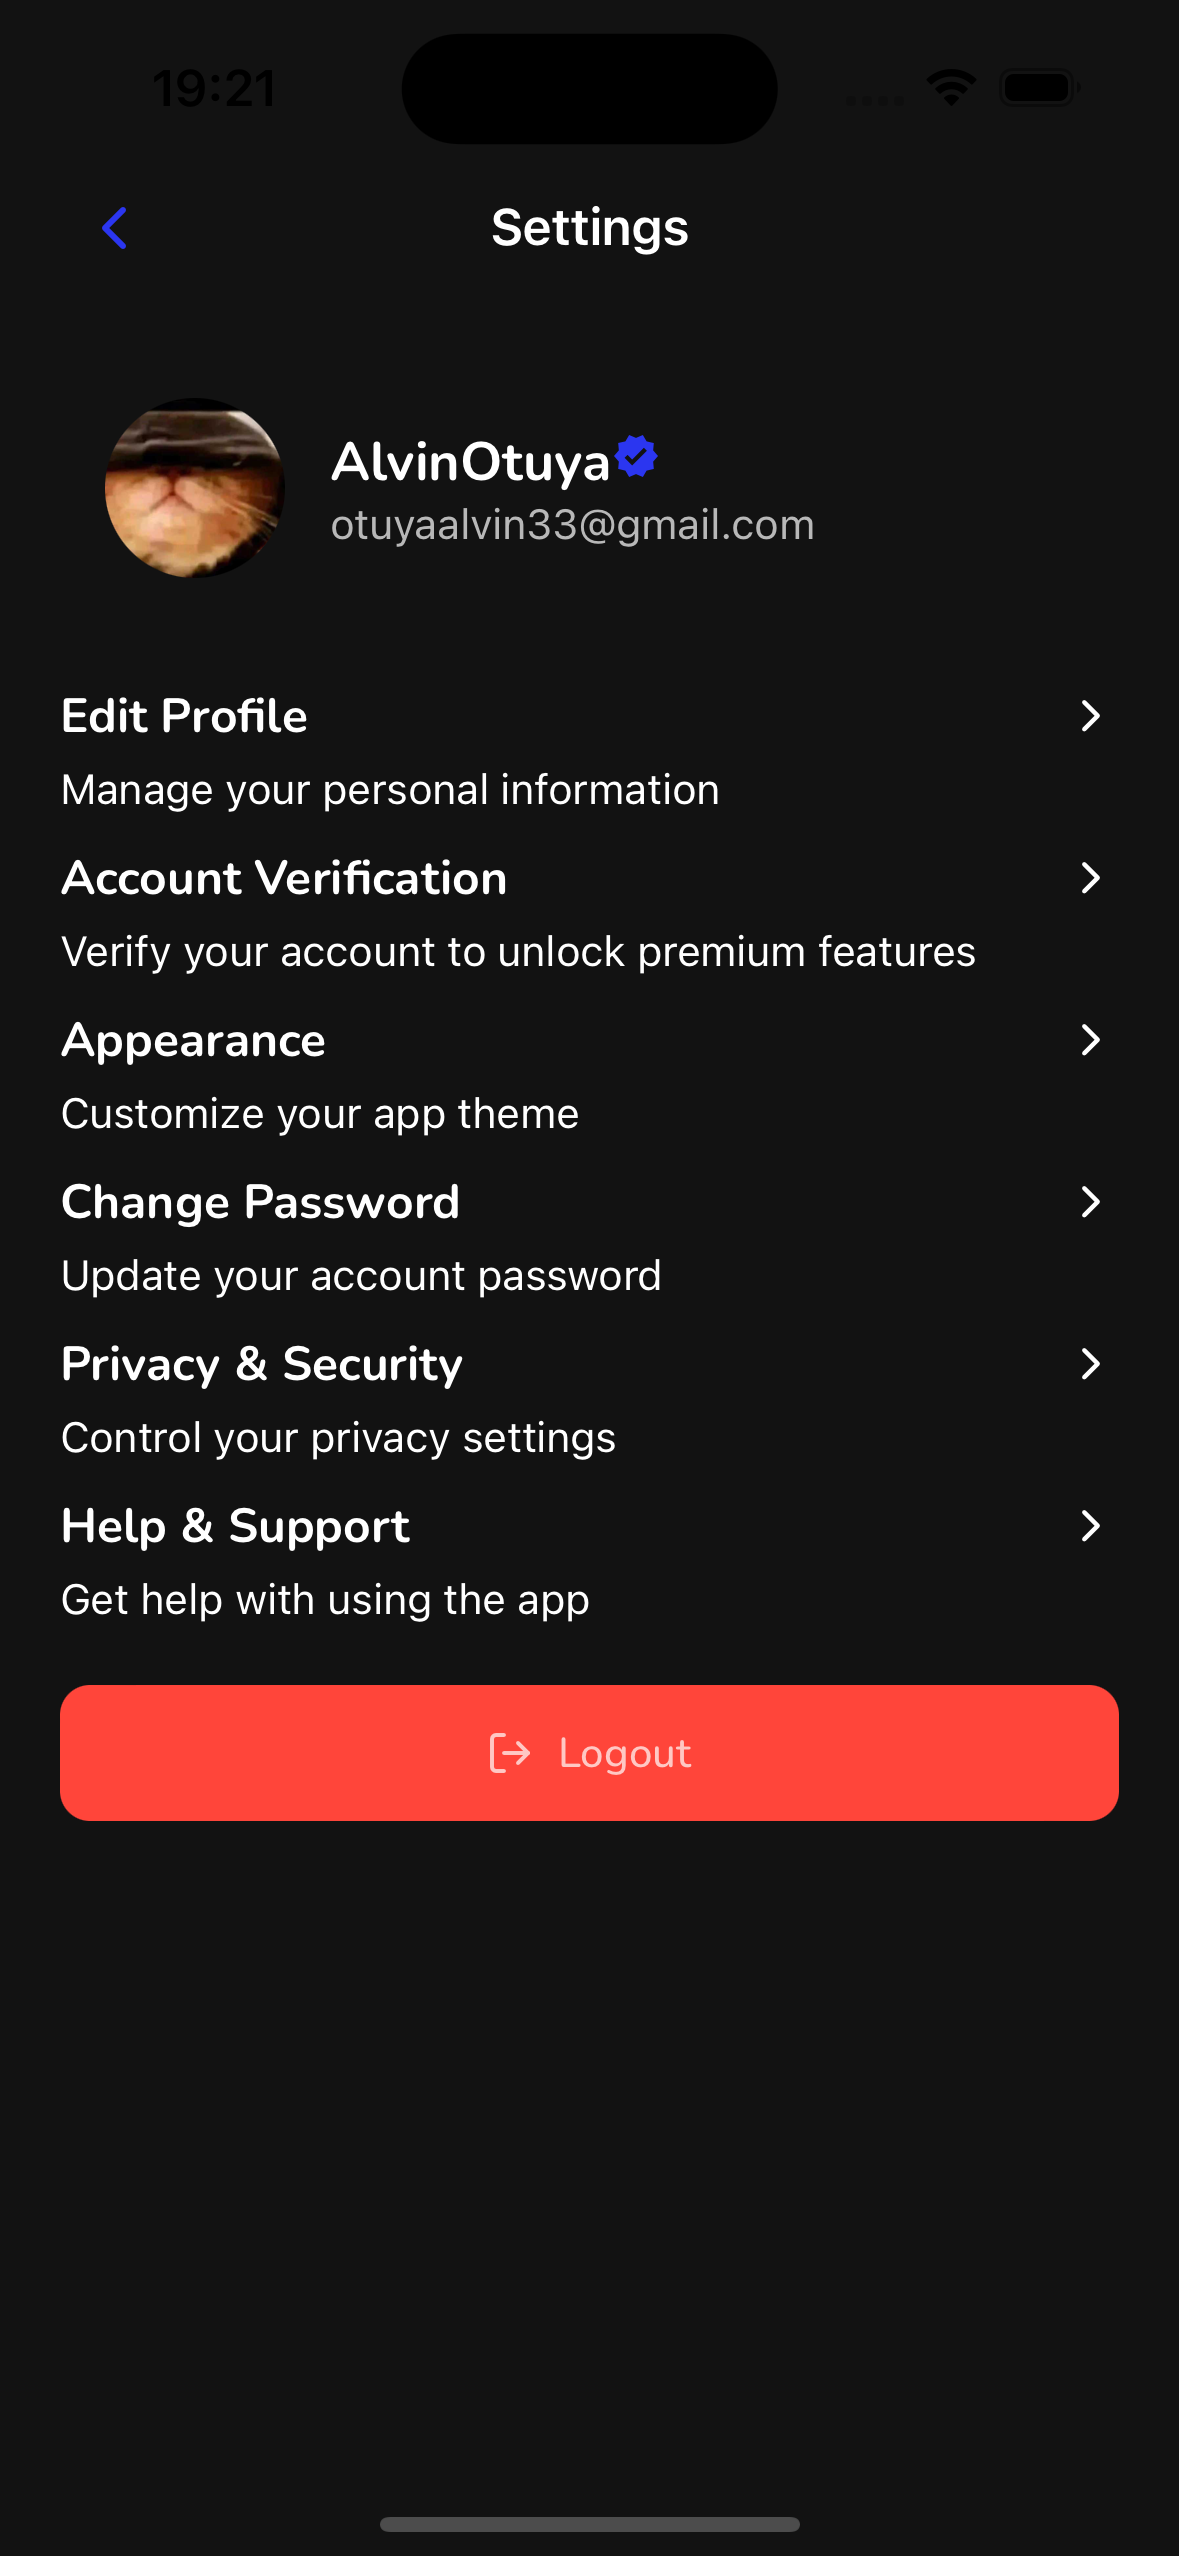 19:21
Settings
AlvinOtuya
otuyaalvin33@gmail.com
Edit Profile
Manage your personal information
Account Verification
Verify your account to unlock premium features
Appearance
Customize your app theme
Change Password
Update your account password
Privacy & Security
Control your privacy settings
Help & Support
Get help with using the app
Logout